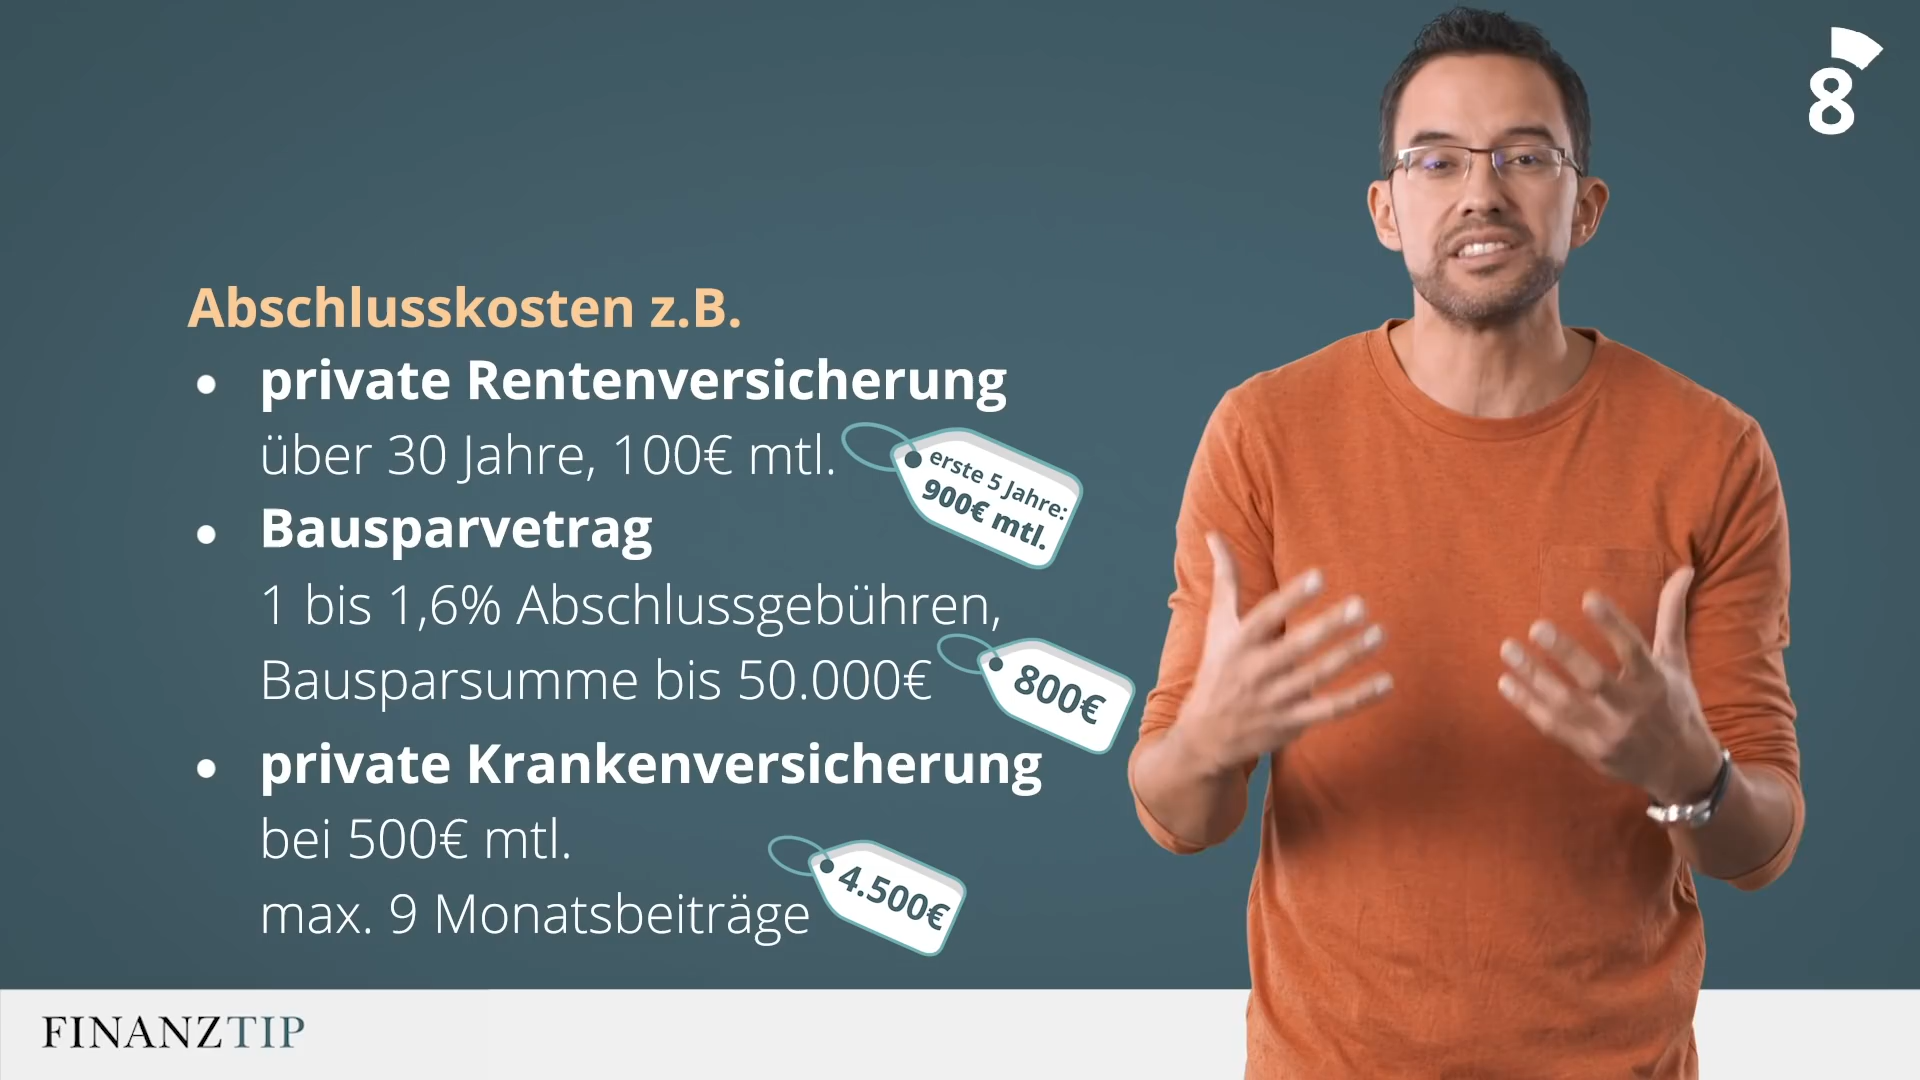 8
Abschlusskosten z.B.
• private Rentenversicherung
über 30 Jahre, 100€ mtl.
erste 5 Jahre:
900€ mtl.
• Bausparvetrag
1 bis 1,6% Abschlussgebühren,
Bausparsumme bis 50.000€
800€
• private Krankenversicherung
bei 500€ mtl.
max. 9 Monatsbeiträge
4.500€
FINANZTIP